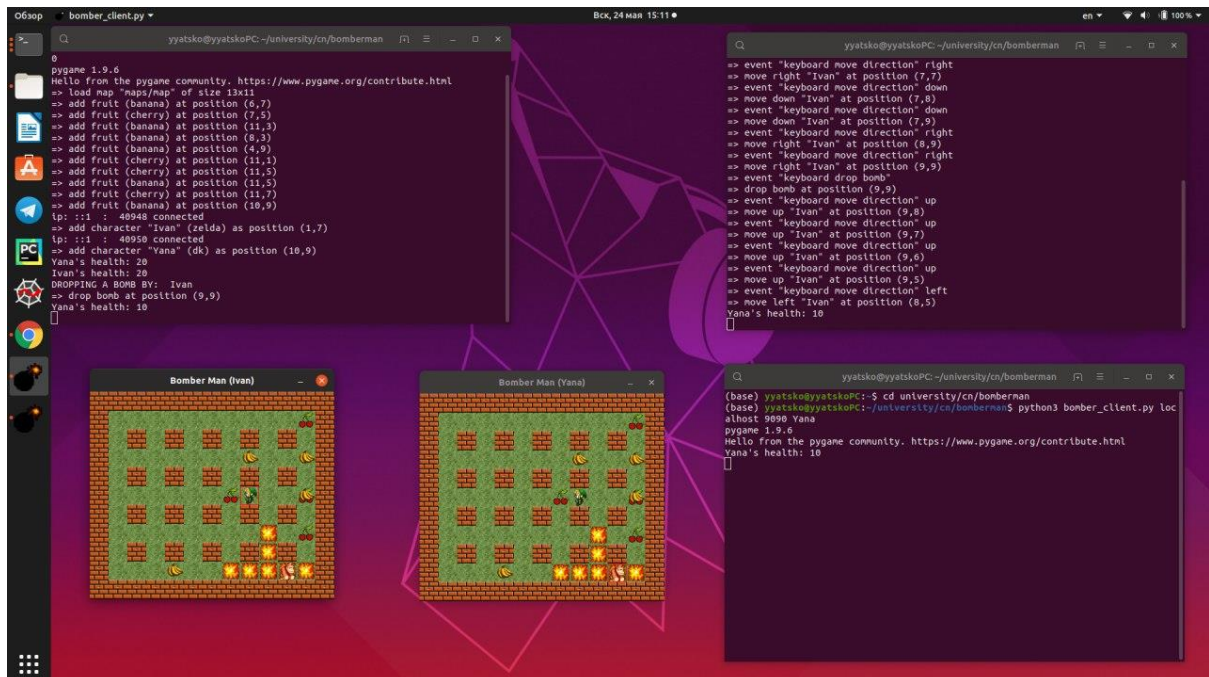 Обзор bomber_client.py Вск, 24 мая 15:11 en 100 %
yyatsko@yyatskoPC: ~/university/cn/bomberman
0
pygame 1.9.6
Hello from the pygame community. https://www.pygame.org/contribute.html
=> load map "maps/map" of size 13x11
=> add fruit (banana) at position (6,7)
=> add fruit (cherry) at position (7,5)
=> add fruit (banana) at position (11,3)
=> add fruit (banana) at position (8,3)
=> add fruit (banana) at position (4,9)
=> add fruit (cherry) at position (11,1)
=> add fruit (cherry) at position (11,5)
=> add fruit (banana) at position (11,5)
=> add fruit (cherry) at position (11,7)
=> add fruit (banana) at position (10,9)
ip: ::1 : 40948 connected
=> add character "Ivan" (zelda) as position (1,7)
ip: ::1 : 40950 connected
=> add character "Yana" (dk) as position (10,9)
Yana's health: 20
Ivan's health: 20
DROPPING A BOMB BY: Ivan
=> drop bomb at position (9,9)
Yana's health: 10
yyatsko@yyatskoPC: ~/university/cn/bomberman
=> event "keyboard move direction" right
=> move right "Ivan" at position (7,7)
=> event "keyboard move direction" down
=> move down "Ivan" at position (7,8)
=> event "keyboard move direction" down
=> move down "Ivan" at position (7,9)
=> event "keyboard move direction" right
=> move right "Ivan" at position (8,9)
=> event "keyboard move direction" right
=> move right "Ivan" at position (9,9)
=> event "keyboard drop bomb"
=> drop bomb at position (9,9)
=> event "keyboard move direction" up
=> move up "Ivan" at position (9,8)
=> event "keyboard move direction" up
=> move up "Ivan" at position (9,7)
=> event "keyboard move direction" up
=> move up "Ivan" at position (9,6)
=> event "keyboard move direction" up
=> move up "Ivan" at position (9,5)
=> event "keyboard move direction" left
=> move left "Ivan" at position (8,5)
Yana's health: 10
PC
Bomber Man (Ivan)
Bomber Man (Yana)
yyatsko@yyatskoPC: ~/university/cn/bomberman
(base) yyatsko@yyatskoPC:~$ cd university/cn/bomberman
(base) yyatsko@yyatskoPC:~/university/cn/bomberman$ python3 bomber_client.py loc
alhost 9090 Yana
pygame 1.9.6
Hello from the pygame community. https://www.pygame.org/contribute.html
Yana's health: 10